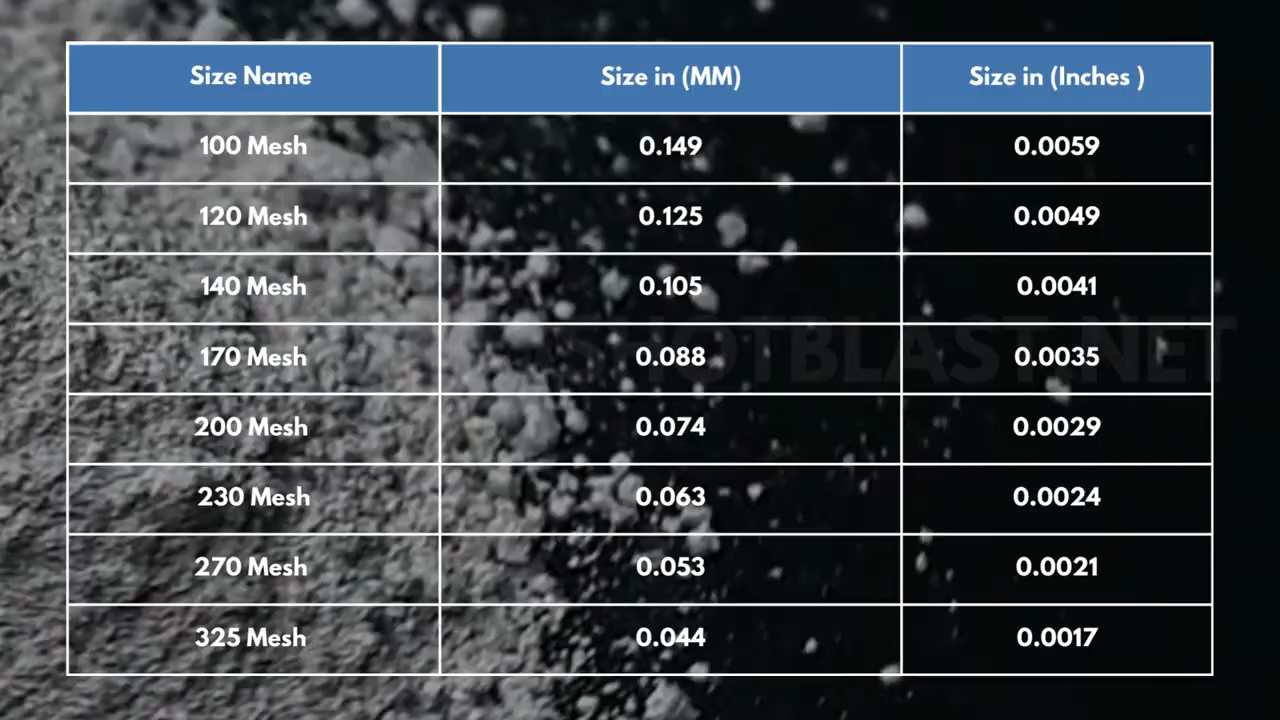 Size Name Size in (MM) Size in (Inches )
100 Mesh 0.149 0.0059
120 Mesh 0.125 0.0049
140 Mesh 0.105 0.0041
SHOTBLAST.NET
170 Mesh 0.088 0.0035
200 Mesh 0.074 0.0029
230 Mesh 0.063 0.0024
270 Mesh 0.053 0.0021
325 Mesh 0.044 0.0017